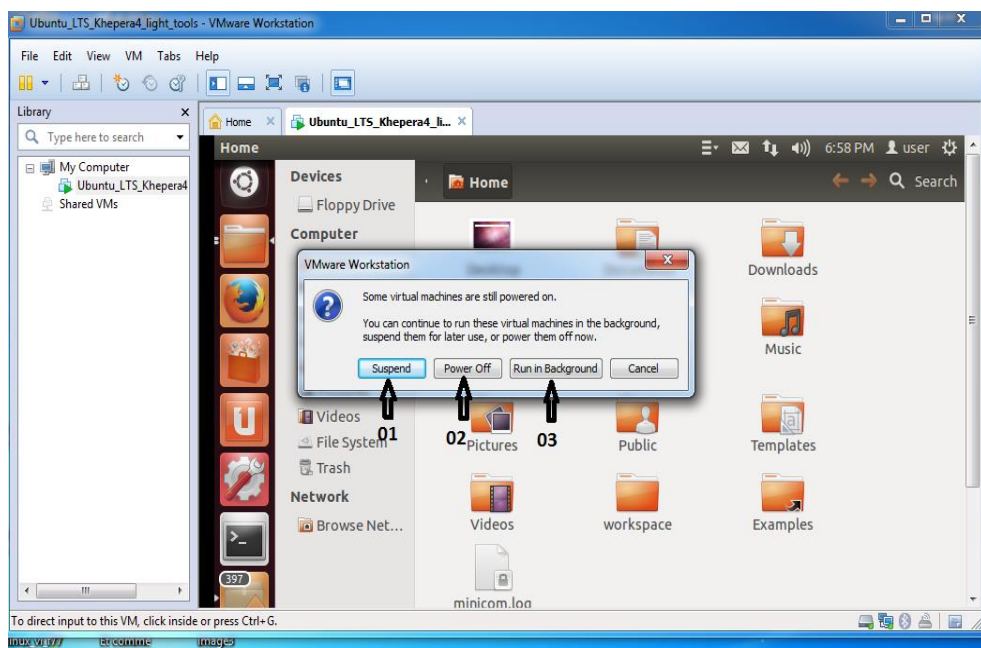 Ubuntu_LTS_Khepera4_light_tools - VMware Workstation
File Edit View VM Tabs Help
Library
Type here to search
My Computer
Ubuntu_LTS_Khepera4
Shared VMs
Home
Ubuntu_LTS_Khepera4_li...
Home
6:58 PM user
Devices
Floppy Drive
Computer
Home
Search
Downloads
Music
VMware Workstation
Some virtual machines are still powered on.
You can continue to run these virtual machines in the background,
suspend them for later use, or power them off now.
Suspend Power Off Run in Background Cancel
01
02
03
Videos
File System
Trash
Network
Browse Net...
Pictures Public Templates
Videos workspace Examples
minicom.log
397
To direct input to this VM, click inside or press Ctrl+G.